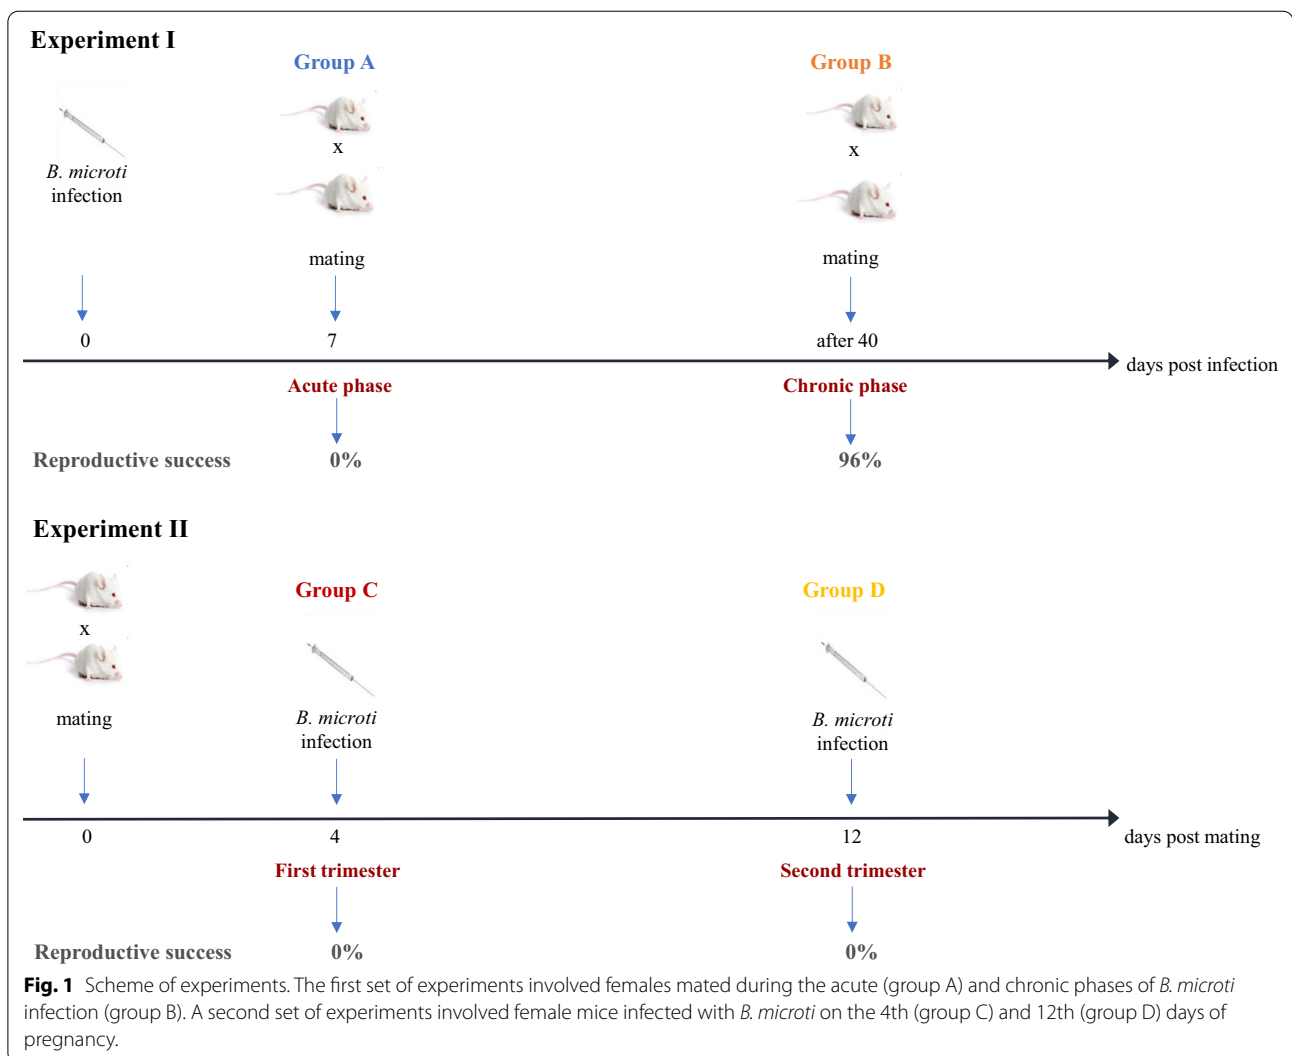 Experiment I
Group A
Group B
x
x
B. microti
infection
mating
mating
0
7
after 40
days post infection
Acute phase
Chronic phase
Reproductive success
0%
96%
Experiment II
Group C
Group D
x
mating
B. microti
infection
B. microti
infection
0
4
12
days post mating
First trimester
Second trimester
Reproductive success
0%
0%
Fig. 1 Scheme of experiments. The first set of experiments involved females mated during the acute (group A) and chronic phases of B. microti
infection (group B). A second set of experiments involved female mice infected with B. microti on the 4th (group C) and 12th (group D) days of
pregnancy.